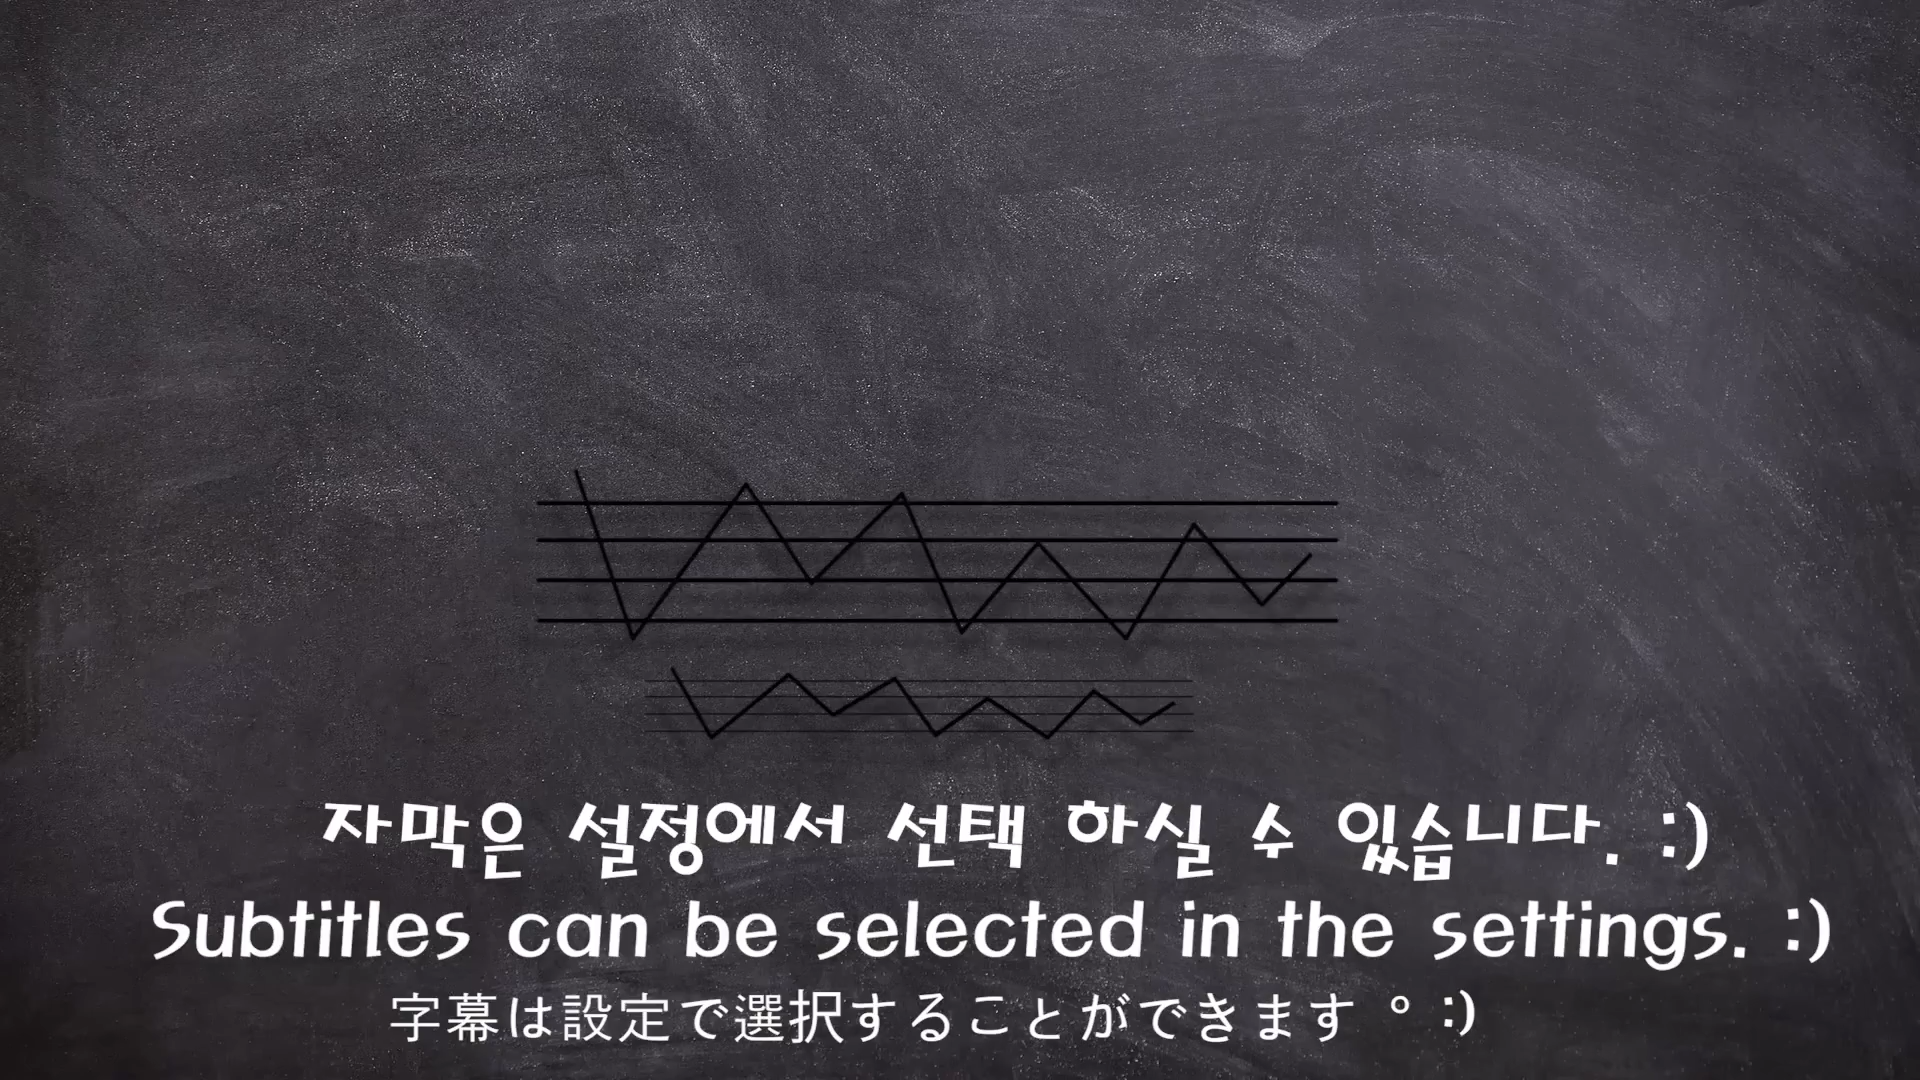 자막은 설정에서 선택 하실 수 있습니다. :)
Subtitles can be selected in the settings. :)
字幕は設定で選択することができます 。:)